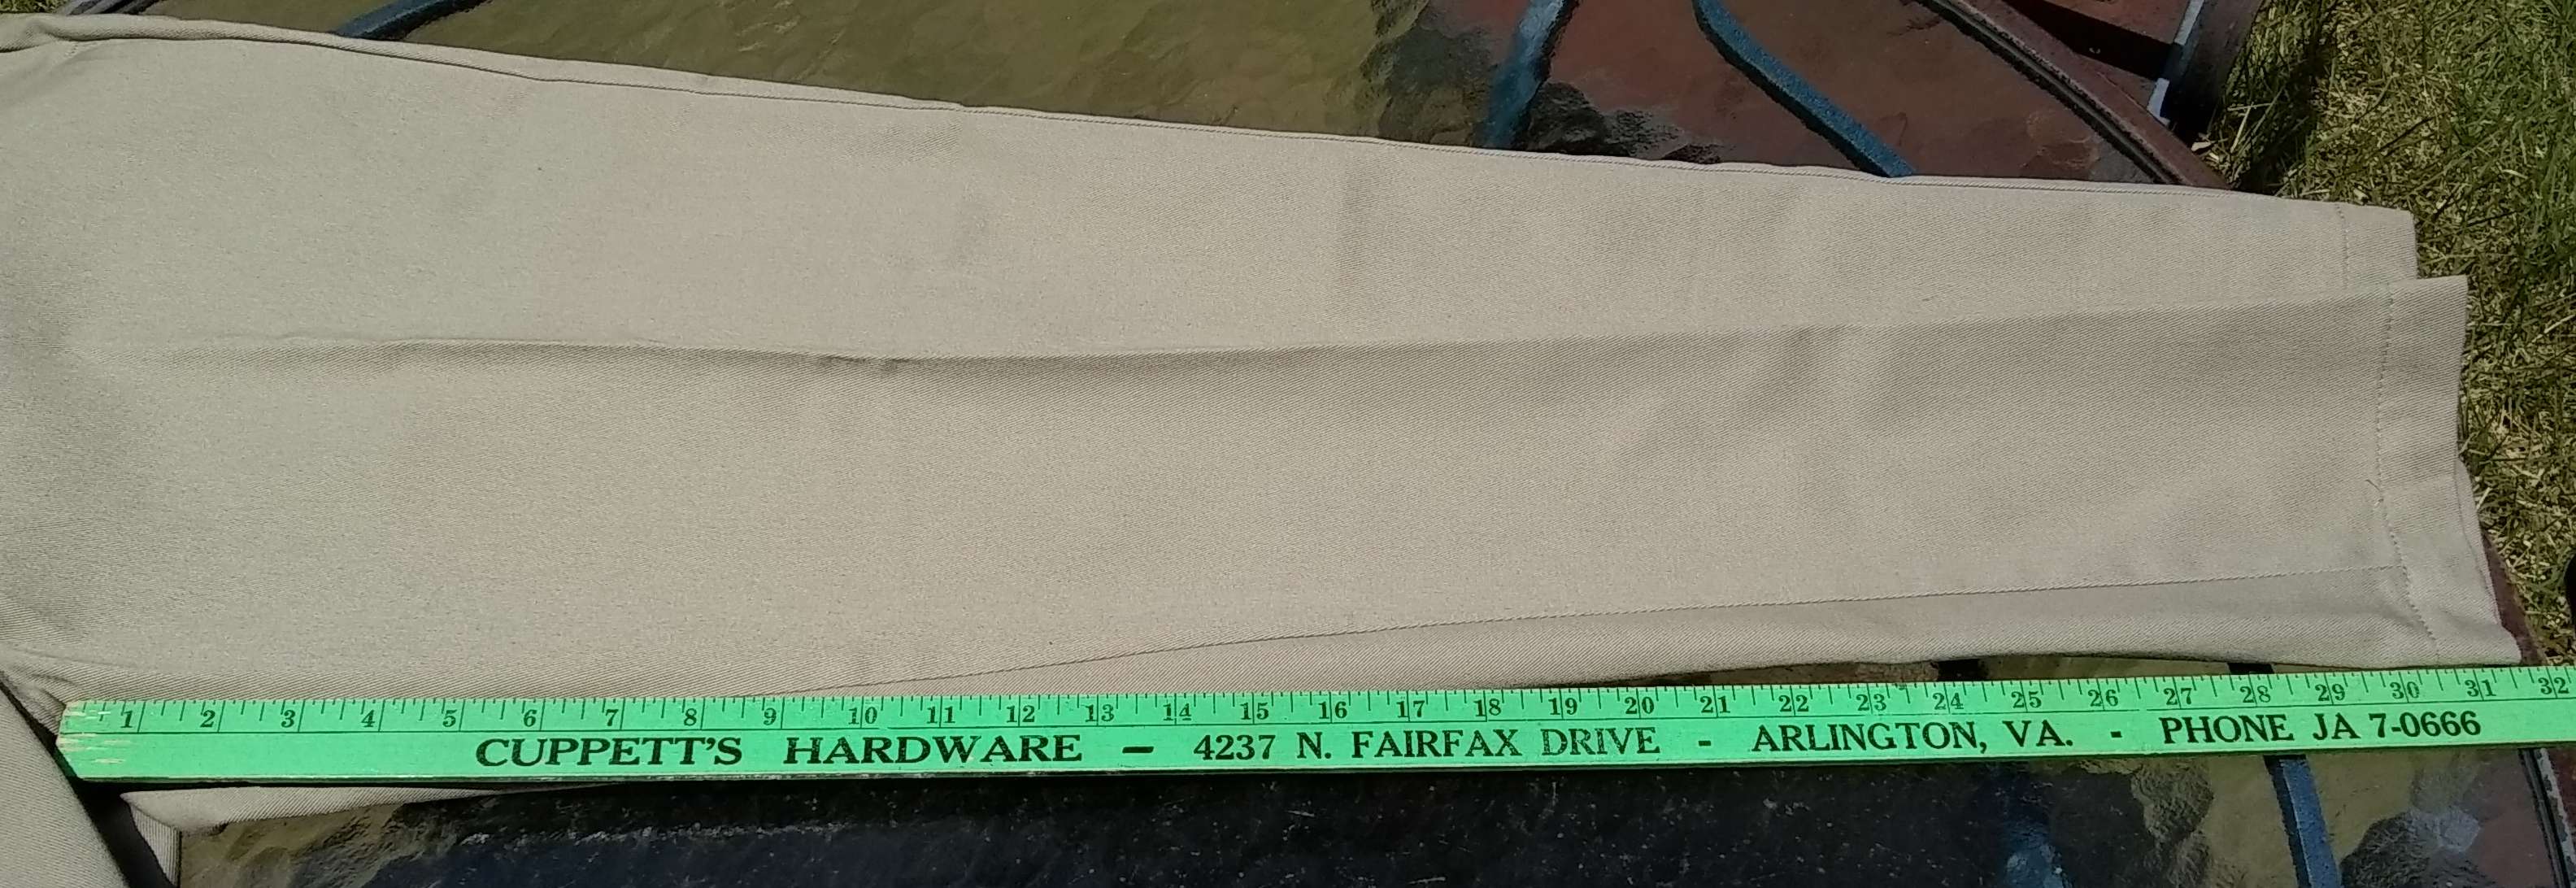 1 2 3 4 5 6 7 8 9 10 11 12 13 14 15 16 17 18 19 20 21 22 23 24 25 26 27 28 29 30 31 32
CUPPETT'S HARDWARE — 4237 N. FAIRFAX DRIVE - ARLINGTON, VA. - PHONE JA 7-0666